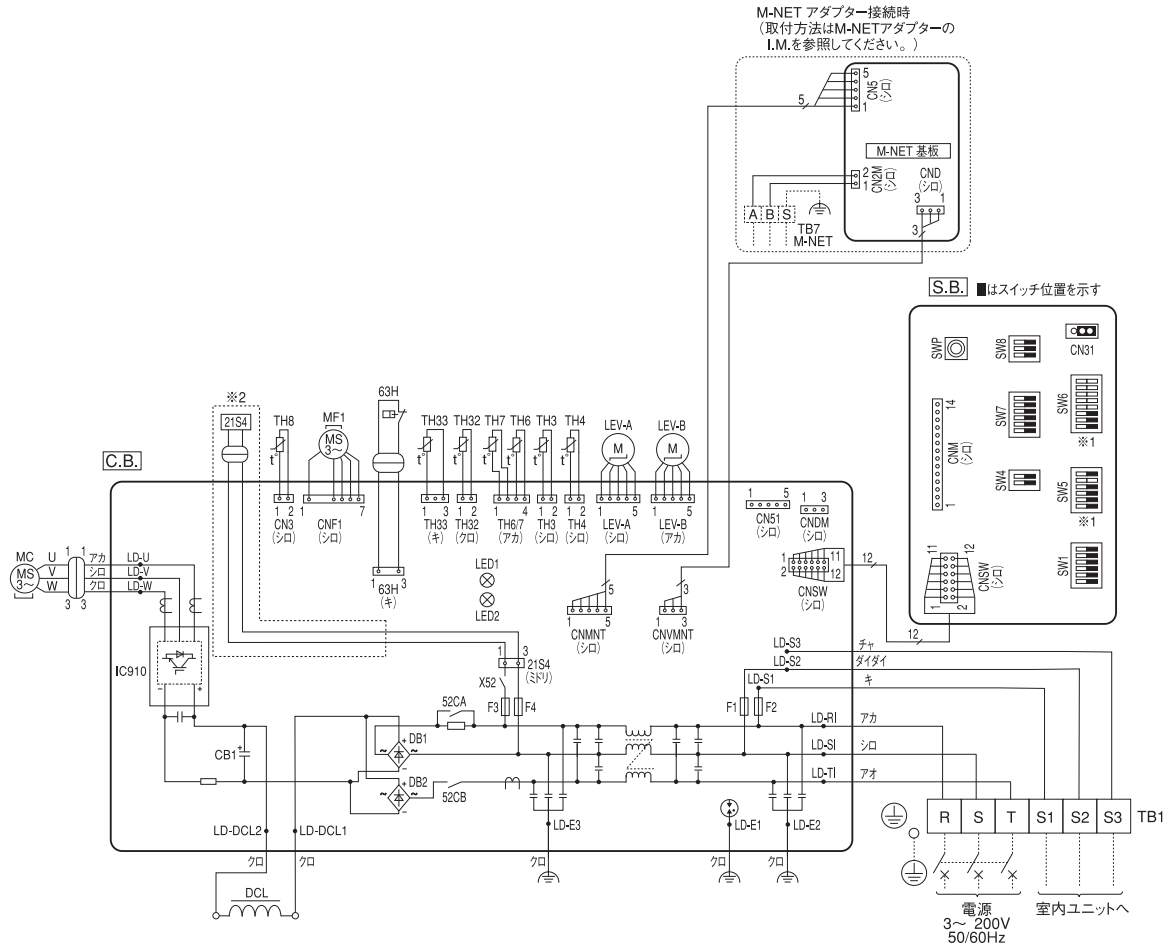 M-NET アダプター接続時
(取付方法はM-NETアダプターの
I.M.を参照してください。)
5
5
1
CN5
(シロ)
M-NET 基板
2
1
CN2M
(シロ)
CND
(シロ)
3 1
3
A B S
TB7
M-NET
S.B. ■はスイッチ位置を示す
SWP
SW8
CN31
14
CNM
(シロ)
1
SW7
SW6
※1
SW4
SW5
※1
SW1
11 12
CNSW
(シロ)
1 2
12
※2
21S4
C.B.
TH8
t°
1 2
CN3
(シロ)
MF1
MS
3～
1 7
CNF1
(シロ)
63H
1 3
63H
(キ)
TH33
t°
1 3
TH33
(キ)
TH32
t°
1 2
TH32
(クロ)
TH7 TH6
t° t°
1 4
TH6/7
(アカ)
TH3
t°
1 2
TH3
(シロ)
TH4
t°
1 2
TH4
(シロ)
LEV-A
M
1 5
LEV-A
(シロ)
LEV-B
M
1 5
LEV-B
(アカ)
1 5
CN51
(シロ)
1 3
CNDM
(シロ)
1 11
2 12
CNSW
(シロ)
12
LED1
LED2
5
1 5
CNMNT
(シロ)
3
1 3
CNVMNT
(シロ)
MC
MS
3～
U 1 1 アカ LD-U
V シロ LD-V
W 3 3 クロ LD-W
IC910
－ +
1 3
21S4
(ミドリ)
X52
F3 F4
52CA
+
DB1
～ ～
－
+
DB2
～ ～
－
52CB
+
CB1
LD-S3 チャ
LD-S2 ダイダイ
LD-S1 キ
F1 F2
LD-RI アカ
LD-SI シロ
LD-TI アオ
LD-DCL2 LD-DCL1
LD-E3
LD-E1
LD-E2
クロ クロ クロ クロ クロ
DCL
R S T S1 S2 S3 TB1
電源
3～ 200V
50/60Hz
室内ユニットへ